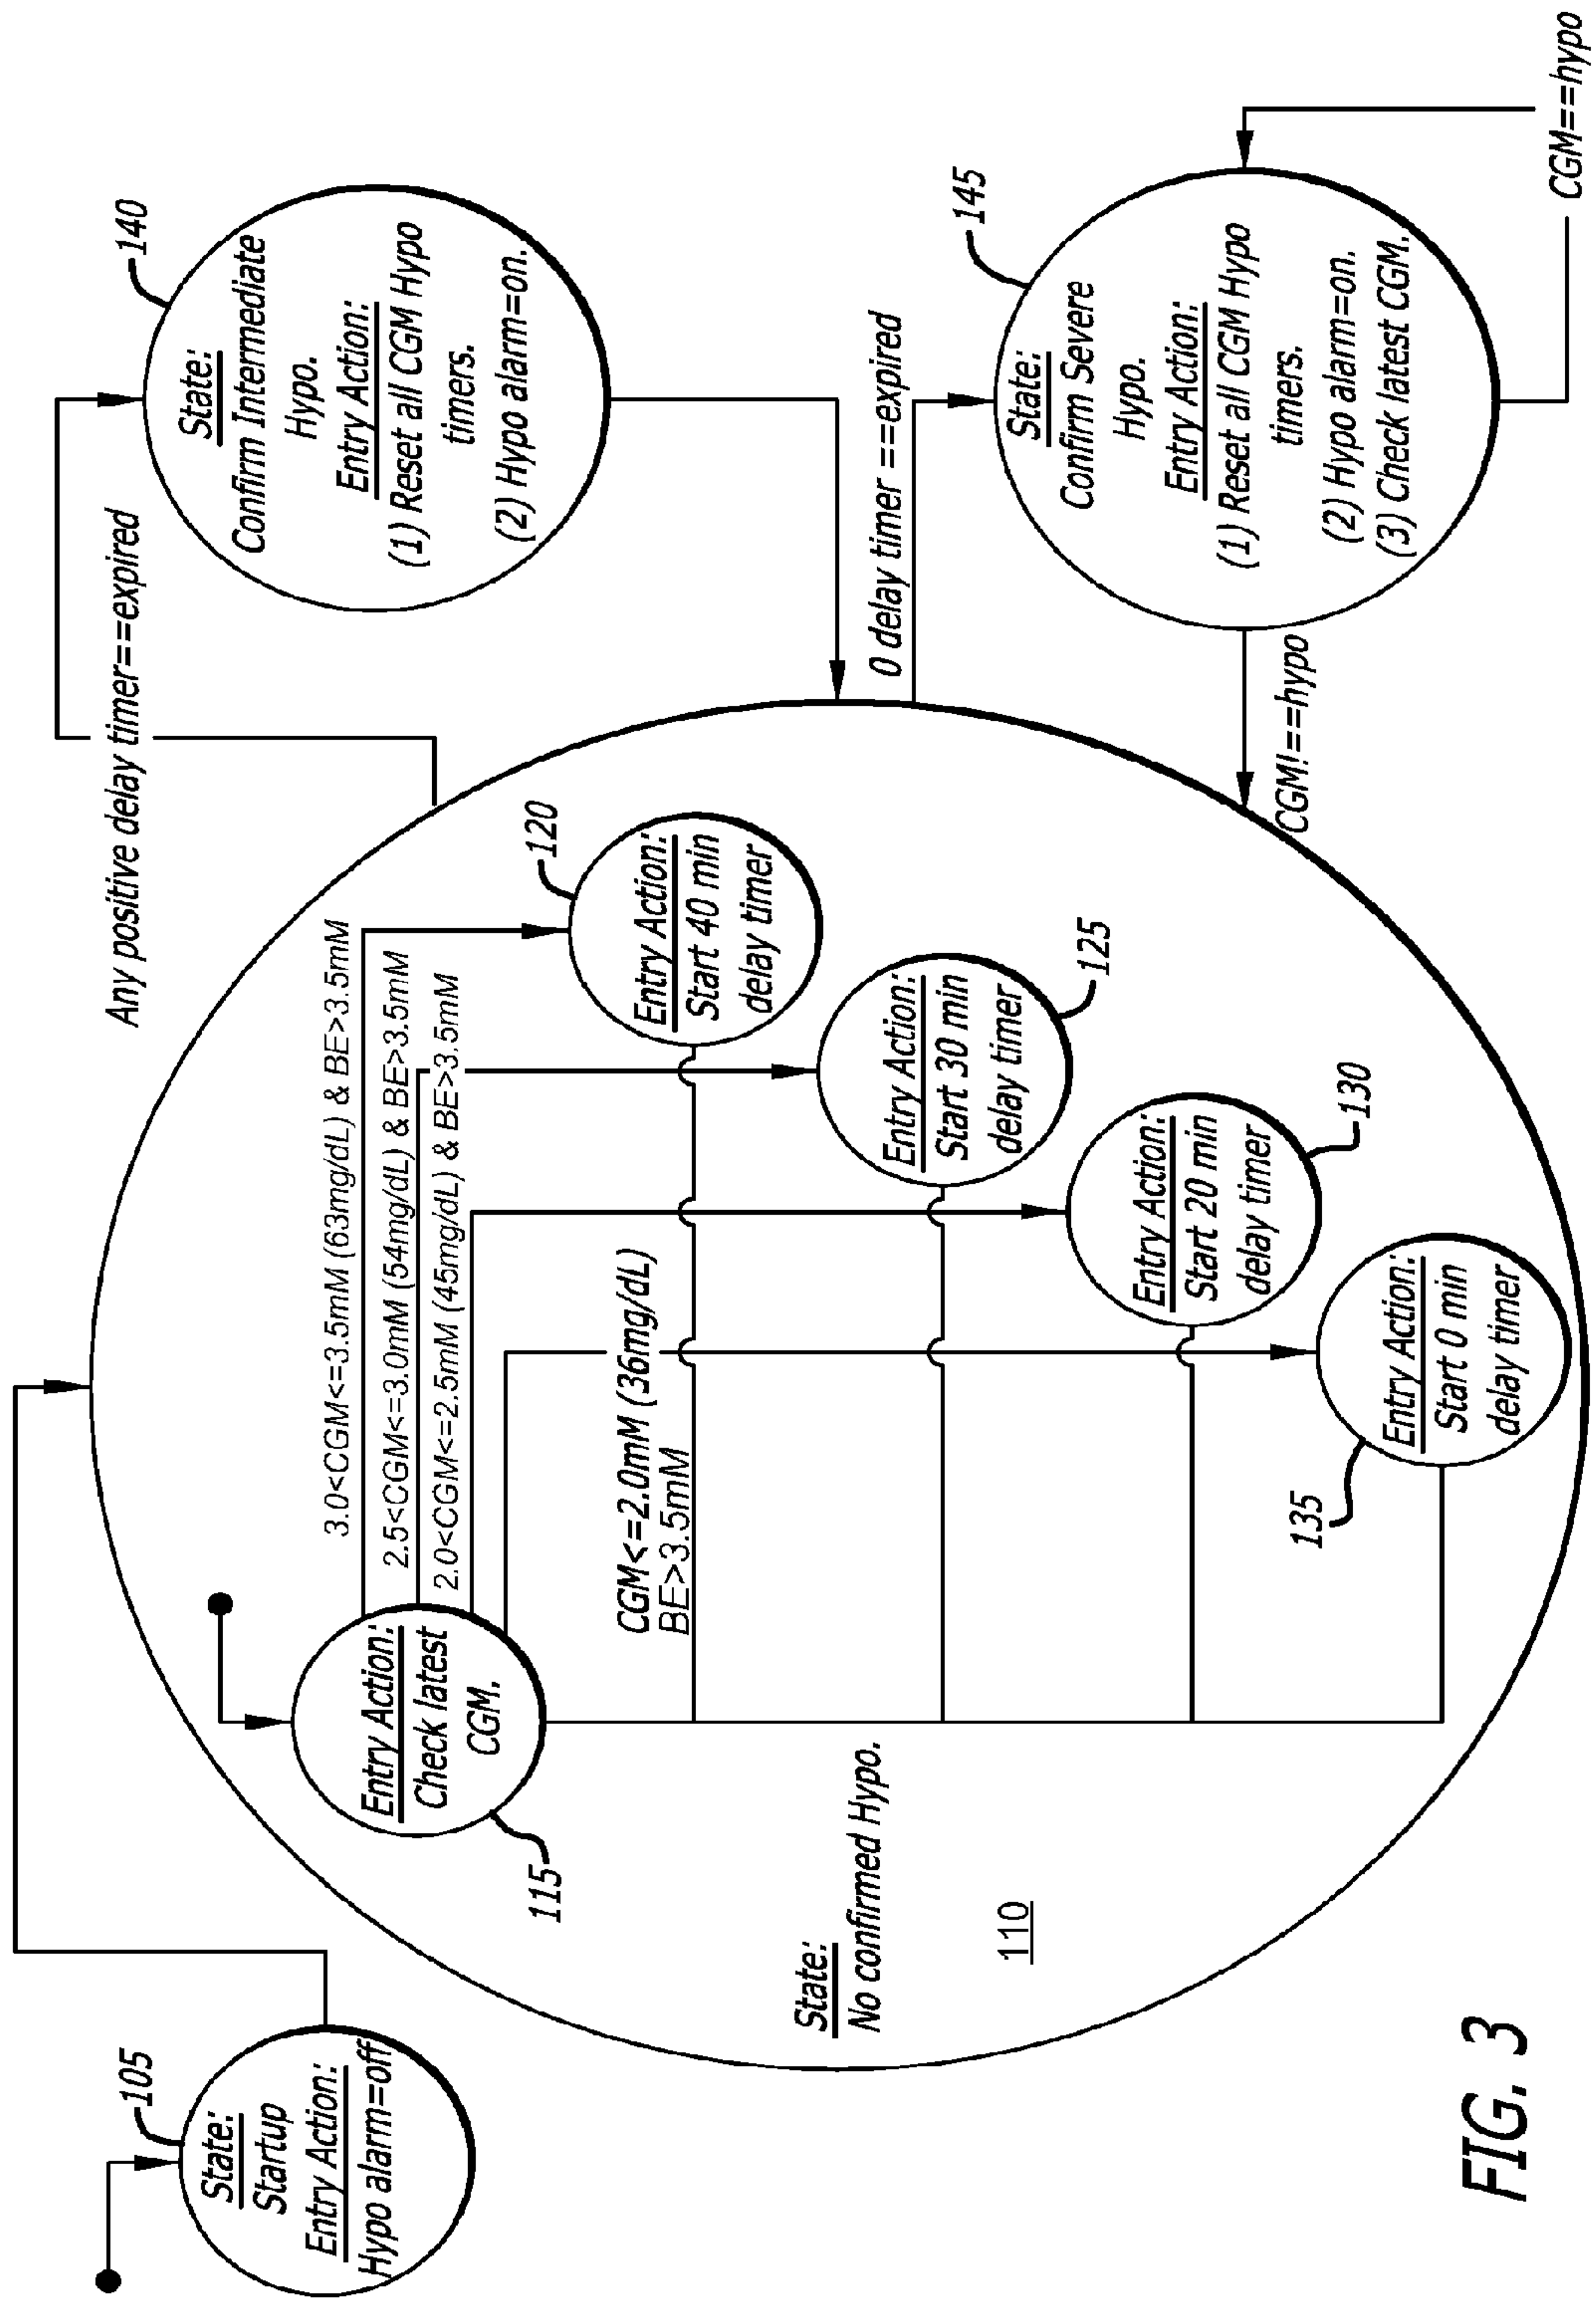 105
State:
Startup
Entry Action:
Hypo alarm=off
Any positive delay timer==expired
140
State:
Confirm Intermediate
Hypo.
Entry Action:
(1) Reset all CGM Hypo
timers.
(2) Hypo alarm=on.
115
Entry Action:
Check latest
CGM.
3.0<CGM<=3.5mM (63mg/dL) & BE>3.5mM
2.5<CGM<=3.0mM (54mg/dL) & BE>3.5mM
2.0<CGM<=2.5mM (45mg/dL) & BE>3.5mM
CGM<=2.0mM (36mg/dL)
BE>3.5mM
120
Entry Action:
Start 40 min
delay timer
125
Entry Action:
Start 30 min
delay timer
130
Entry Action:
Start 20 min
delay timer
135
Entry Action:
Start 0 min
delay timer
State:
No confirmed Hypo.
110
0 delay timer ==expired
145
State:
Confirm Severe
Hypo.
Entry Action:
(1) Reset all CGM Hypo
timers.
(2) Hypo alarm=on.
(3) Check latest CGM.
CGM!==hypo
CGM==hypo
FIG. 3